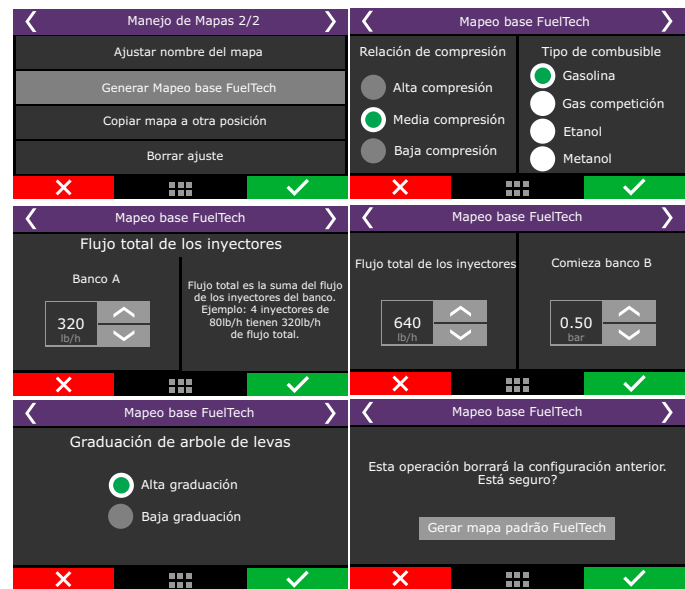 Manejo de Mapas 2/2
Ajustar nombre del mapa
Generar Mapeo base FuelTech
Copiar mapa a otra posición
Borrar ajuste
Mapeo base FuelTech
Relación de compresión
Alta compresión
Media compresión
Baja compresión
Tipo de combusible
Gasolina
Gas competición
Etanol
Metanol
Mapeo base FuelTech
Flujo total de los inyectores
Banco A
320
lb/h
Flujo total es la suma del flujo
de los inyectores del banco.
Ejemplo: 4 inyectores de
80lb/h tienen 320lb/h
de flujo total.
Mapeo base FuelTech
Flujo total de los inyectores
640
lb/h
Comieza banco B
0.50
bar
Mapeo base FuelTech
Graduación de arbole de levas
Alta graduación
Baja graduación
Mapeo base FuelTech
Esta operación borrará la configuración anterior.
Está seguro?
Gerar mapa padrão FuelTech